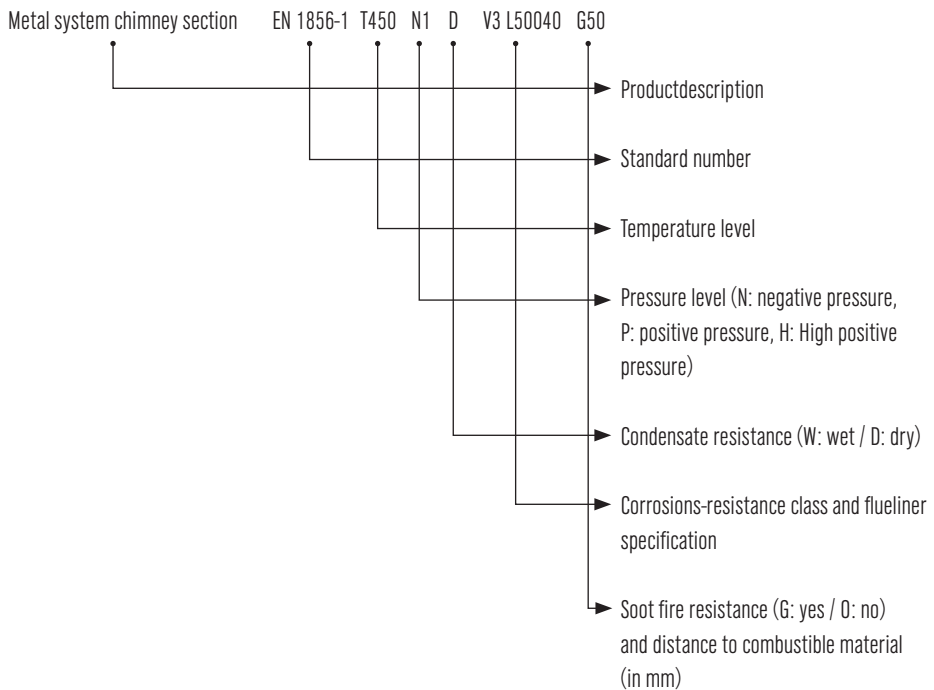 Metal system chimney section EN 1856-1 T450 N1 D V3 L50040 G50
Productdescription
Standard number
Temperature level
Pressure level (N: negative pressure,
P: positive pressure, H: High positive
pressure)
Condensate resistance (W: wet / D: dry)
Corrosions-resistance class and flueliner
specification
Soot fire resistance (G: yes / O: no)
and distance to combustible material
(in mm)